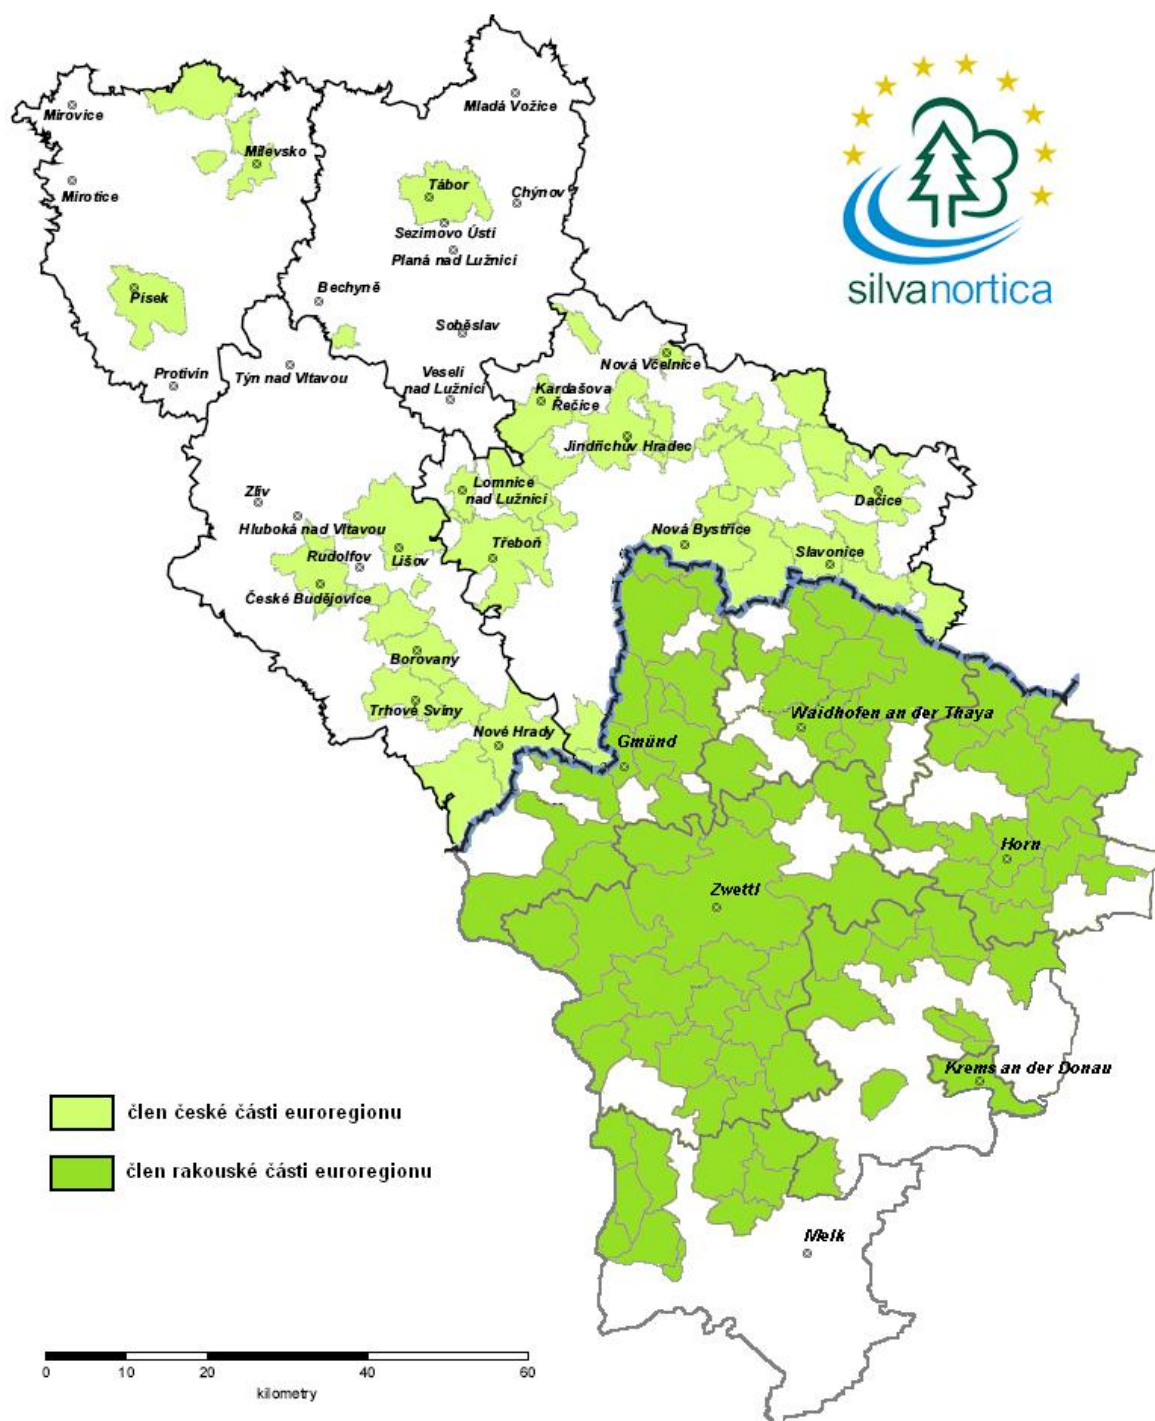 Mirovice
Mladá Vožice
Milevsko
Mirotice
Tábor
Chýnov
Sezimovo Ústí
Planá nad Lužnicí
silvanortica
Písek
Bechyně
Soběslav
Nová Včelnice
Protivín
Týn nad Vltavou
Veselí
nad Lužnicí
Kardašova
Řečice
Jindřichův Hradec
Lomnice
nad Lužnicí
Dačice
Zliv
Hluboká nad Vltavou
Nová Bystřice
Rudolfov
Lišov
Třeboň
Slavonice
České Budějovice
Borovany
Trhové Sviny
Nové Hrady
Waidhofen an der Thaya
Gmünd
Horn
Zwettl
Krems an der Donau
člen české části euroregionu
člen rakouské části euroregionu
Melk
0 10 20 40 60
kilometry